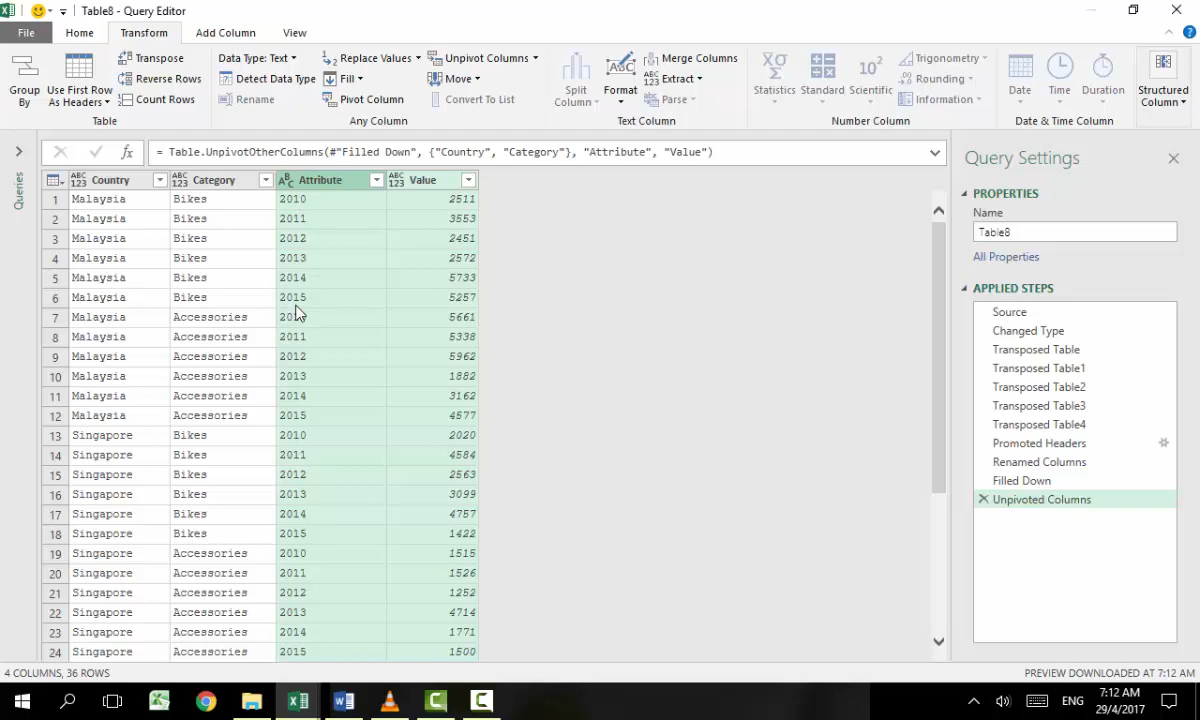 Table8 - Query Editor
File Home Transform Add Column View
Group By
Use First Row As Headers
Transpose
Reverse Rows
Count Rows
Table
Data Type: Text
Detect Data Type
Rename
Replace Values
Fill
Pivot Column
Unpivot Columns
Move
Convert To List
Any Column
Split Column
Format
Merge Columns
Extract
Parse
Text Column
Statistics
Standard
Scientific
Trigonometry
Rounding
Information
Number Column
Date
Time
Duration
Date & Time Column
Structured Column
Queries
= Table.UnpivotOtherColumns(#"Filled Down", {"Country", "Category"}, "Attribute", "Value")
Country Category Attribute Value
1 Malaysia Bikes 2010 2511
2 Malaysia Bikes 2011 3553
3 Malaysia Bikes 2012 2451
4 Malaysia Bikes 2013 2572
5 Malaysia Bikes 2014 5733
6 Malaysia Bikes 2015 5257
7 Malaysia Accessories 5661
8 Malaysia Accessories 2011 5338
9 Malaysia Accessories 2012 5962
10 Malaysia Accessories 2013 1882
11 Malaysia Accessories 2014 3162
12 Malaysia Accessories 2015 4577
13 Singapore Bikes 2010 2020
14 Singapore Bikes 2011 4584
15 Singapore Bikes 2012 2563
16 Singapore Bikes 2013 3099
17 Singapore Bikes 2014 4757
18 Singapore Bikes 2015 1422
19 Singapore Accessories 2010 1515
20 Singapore Accessories 2011 1526
21 Singapore Accessories 2012 1252
22 Singapore Accessories 2013 4714
23 Singapore Accessories 2014 1771
24 Singapore Accessories 2015 1500
Query Settings
PROPERTIES
Name
Table8
All Properties
APPLIED STEPS
Source
Changed Type
Transposed Table
Transposed Table1
Transposed Table2
Transposed Table3
Transposed Table4
Promoted Headers
Renamed Columns
Filled Down
Unpivoted Columns
4 COLUMNS, 36 ROWS
PREVIEW DOWNLOADED AT 7:12 AM
ENG
7:12 AM
29/4/2017